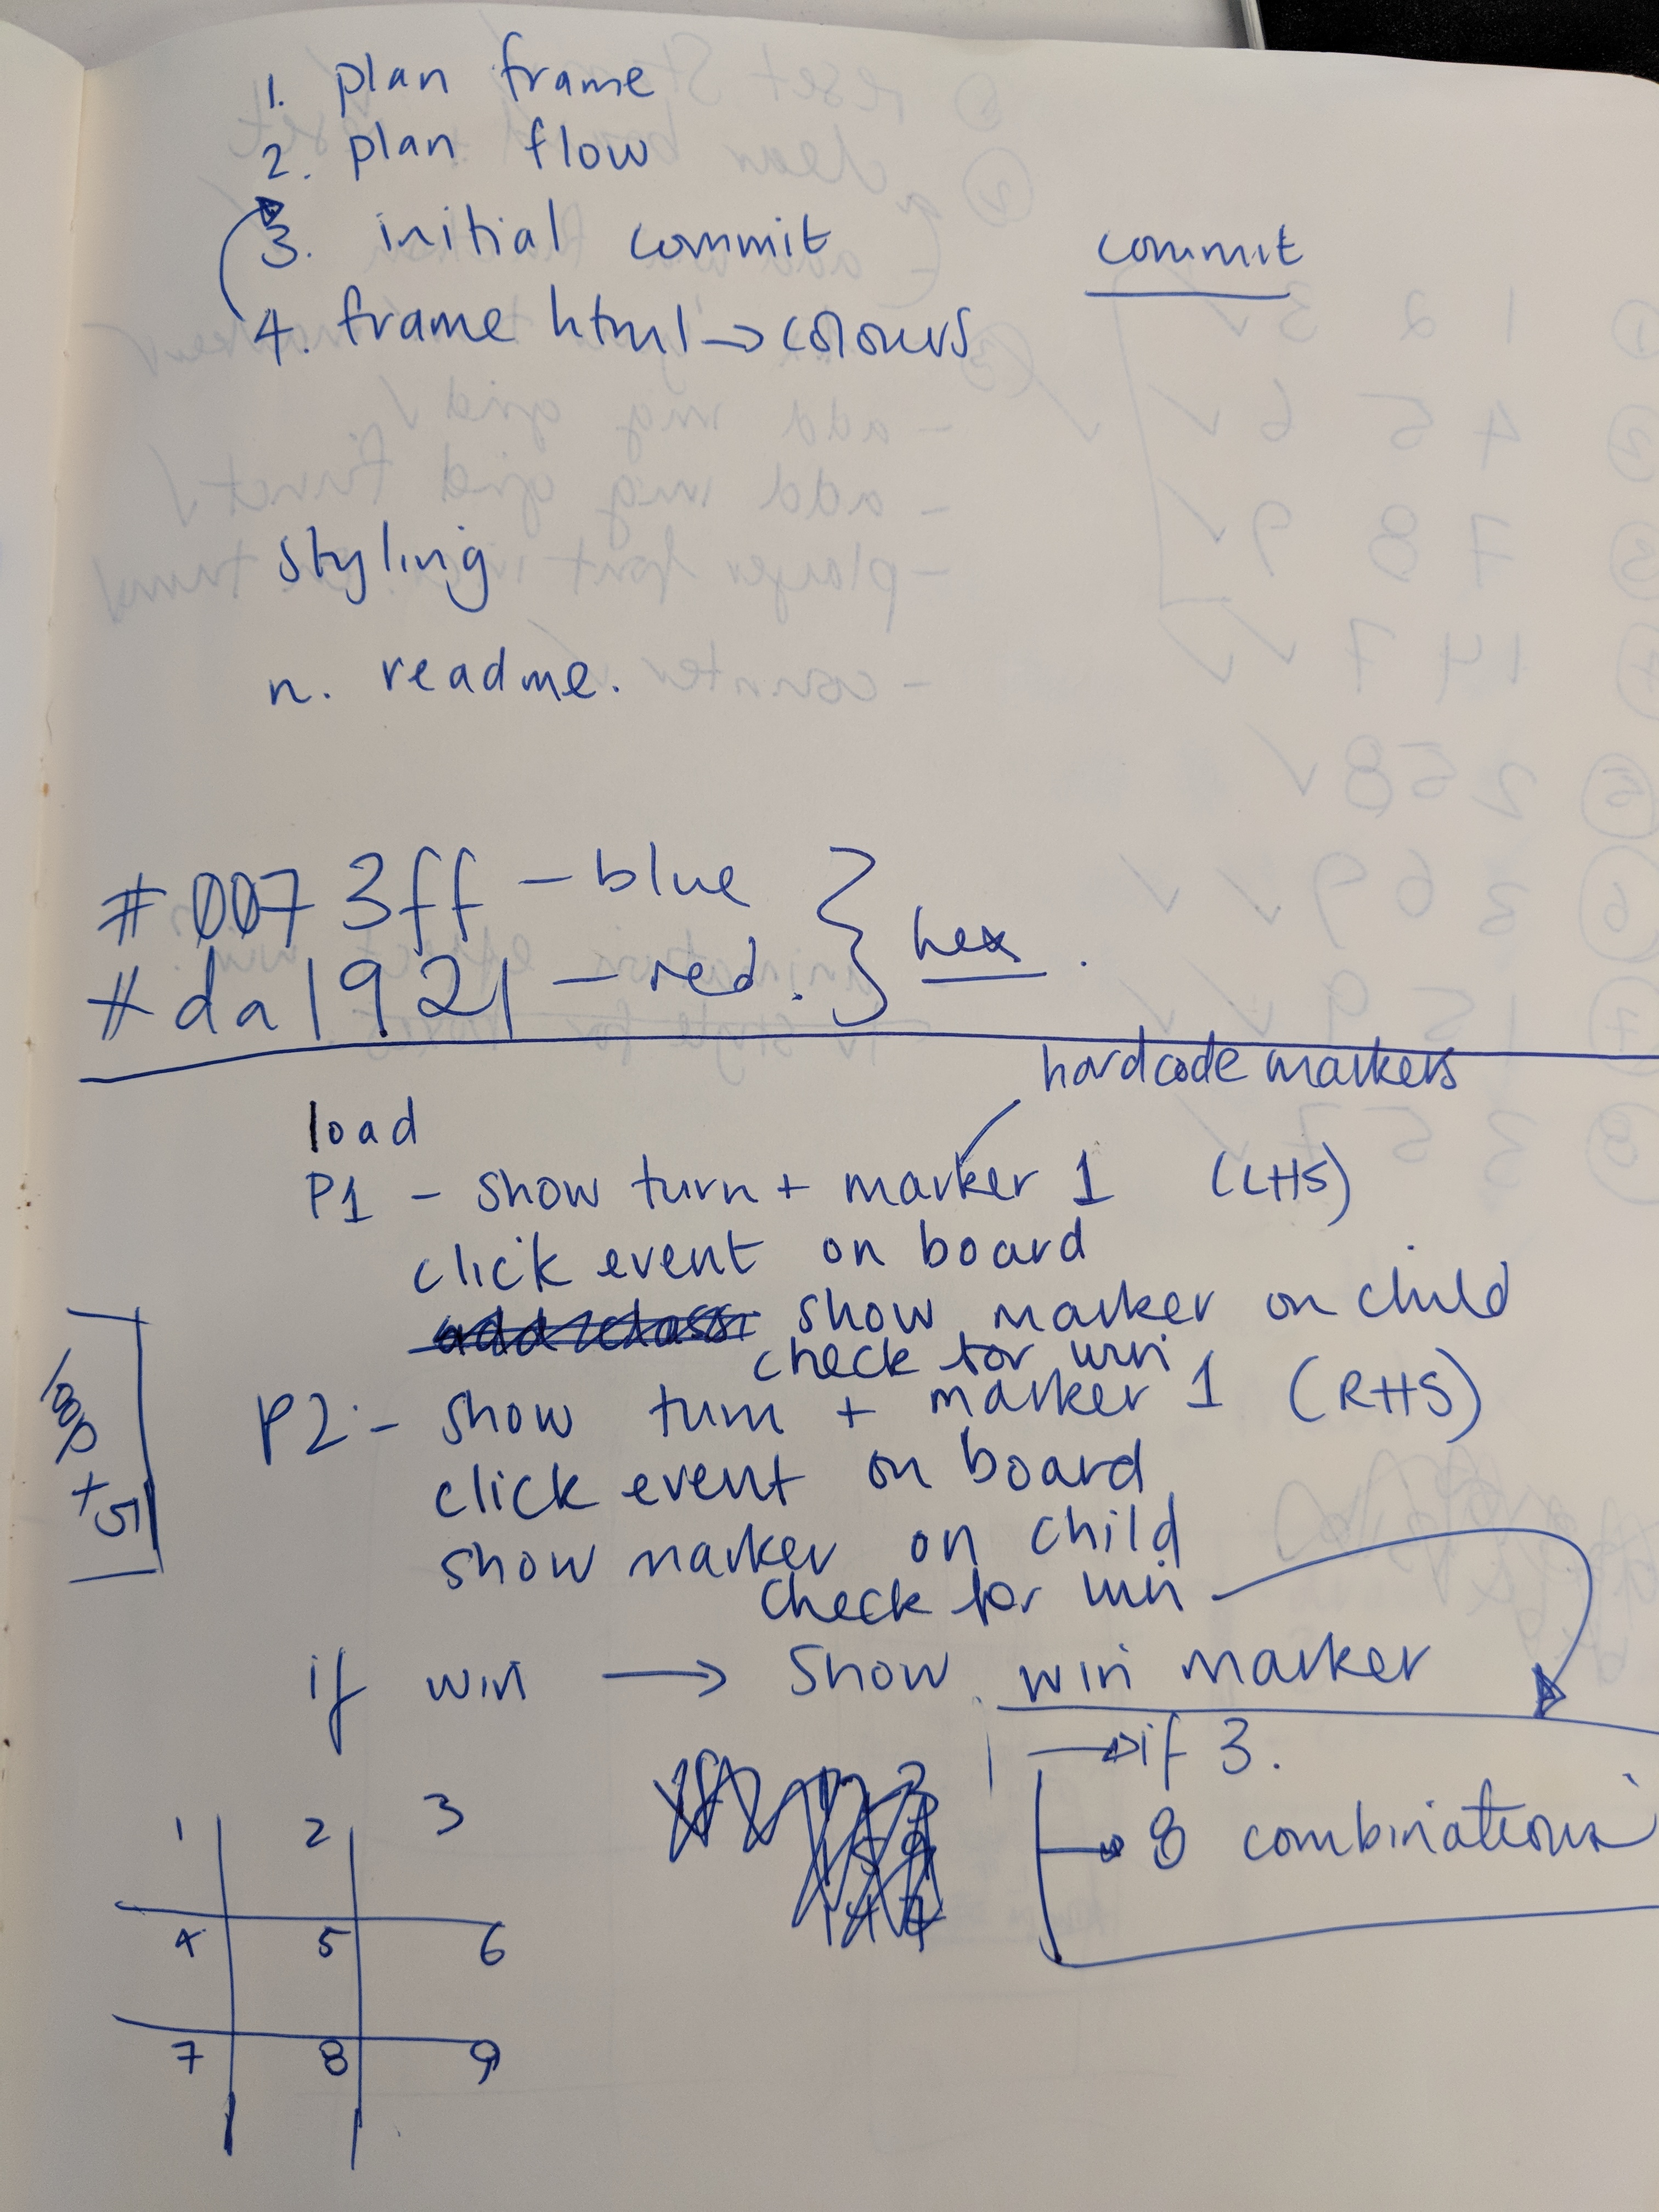 1. plan frame
2. plan flow
3. initial commit
commit
4. frame html → colours
styling
n. readme.
#0073ff - blue
#da1921 - red.
hex.
hardcode markers
load
P1 - show turn + marker 1 (LHS)
click event on board
show marker on child
check for win
loop x 5
P2 - show turn + marker 1 (RHS)
click event on board
show marker on child
check for win
if win → show win marker
→ if 3.
→ 8 combinations
1 2 3
4 5 6
7 8 9